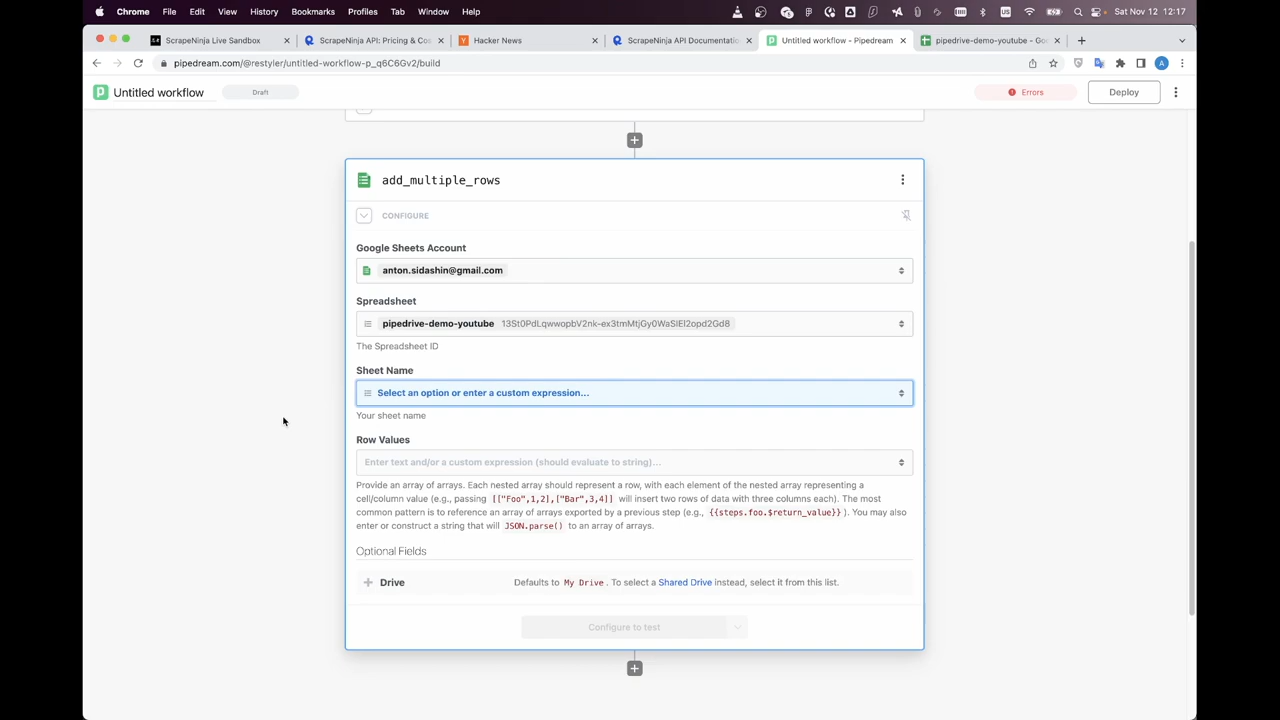 Chrome File Edit View History Bookmarks Profiles Tab Window Help Sat Nov 12 12:17
ScrapeNinja Live Sandbox ScrapeNinja API: Pricing & Cos Hacker News ScrapeNinja API Documentatio Untitled workflow - Pipedream pipedrive-demo-youtube - Goo
pipedream.com/@restyler/untitled-workflow-p_q6C6Gv2/build
Untitled workflow Draft Errors Deploy
add_multiple_rows
CONFIGURE
Google Sheets Account
anton.sidashin@gmail.com
Spreadsheet
pipedrive-demo-youtube 13St0PdLqwwopbV2nk-ex3tmMtjGy0WaSIEl2opd2Gd8
The Spreadsheet ID
Sheet Name
Select an option or enter a custom expression...
Your sheet name
Row Values
Enter text and/or a custom expression (should evaluate to string)...
Provide an array of arrays. Each nested array should represent a row, with each element of the nested array representing a
cell/column value (e.g., passing [["Foo",1,2],["Bar",3,4]] will insert two rows of data with three columns each). The most
common pattern is to reference an array of arrays exported by a previous step (e.g., {{steps.foo.$return_value}} ). You may also
enter or construct a string that will JSON.parse() to an array of arrays.
Optional Fields
Drive Defaults to My Drive . To select a Shared Drive instead, select it from this list.
Configure to test